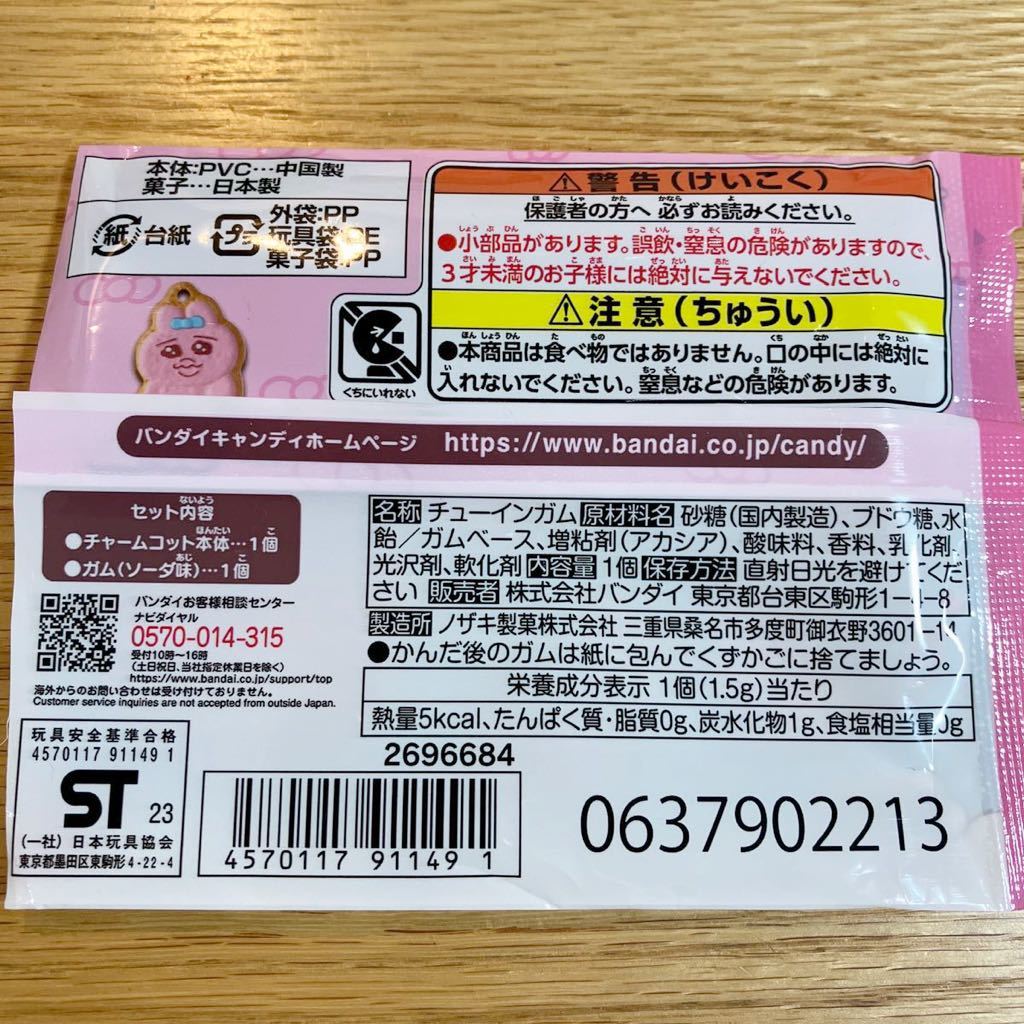 本体:PVC…中国製
菓子…日本製
紙 台紙
プラ
外袋:PP
玩具袋:PE
菓子袋:PP
くちにいれない
⚠警告(けいこく)
保護者の方へ 必ずお読みください。
●小部品があります。誤飲・窒息の危険がありますので、
3才未満のお子様には絶対に与えないでください。
⚠注意(ちゅうい)
●本商品は食べ物ではありません。口の中には絶対に
入れないでください。窒息などの危険があります。
バンダイキャンディホームページ https://www.bandai.co.jp/candy/
セット内容
●チャームコット本体…1個
●ガム(ソーダ味)…1個
バンダイお客様相談センター
ナビダイヤル
0570-014-315
受付10時~16時
(土日祝日、当社指定休業日を除く)
https://www.bandai.co.jp/support/top
海外からのお問い合わせは受け付けておりません。
Customer service inquiries are not accepted from outside Japan.
名称 チューインガム 原材料名 砂糖(国内製造)、ブドウ糖、水
飴/ガムベース、増粘剤(アカシア)、酸味料、香料、乳化剤、
光沢剤、軟化剤 内容量 1個 保存方法 直射日光を避けてくだ
さい 販売者 株式会社バンダイ 東京都台東区駒形1-4-8
製造所 ノザキ製菓株式会社 三重県桑名市多度町御衣野3601-14
●かんだ後のガムは紙に包んでくずかごに捨てましょう。
栄養成分表示 1個(1.5g)当たり
熱量5kcal、たんぱく質・脂質0g、炭水化物1g、食塩相当量0g
玩具安全基準合格
4570117 91149 1
ST 23
(一社)日本玩具協会
東京都墨田区東駒形4-22-4
2696684
4570117 91149 1
0637902213